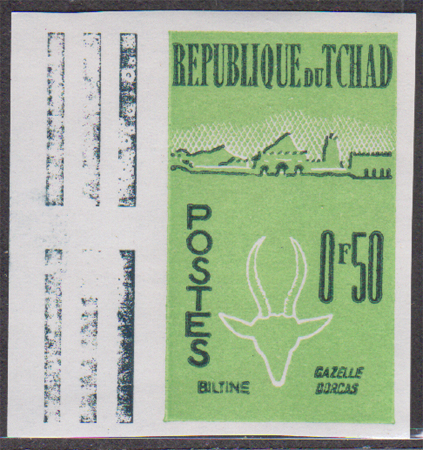 REPUBLIQUE DU TCHAD
POSTES
0F50
BILTINE
GAZELLE
DORCAS